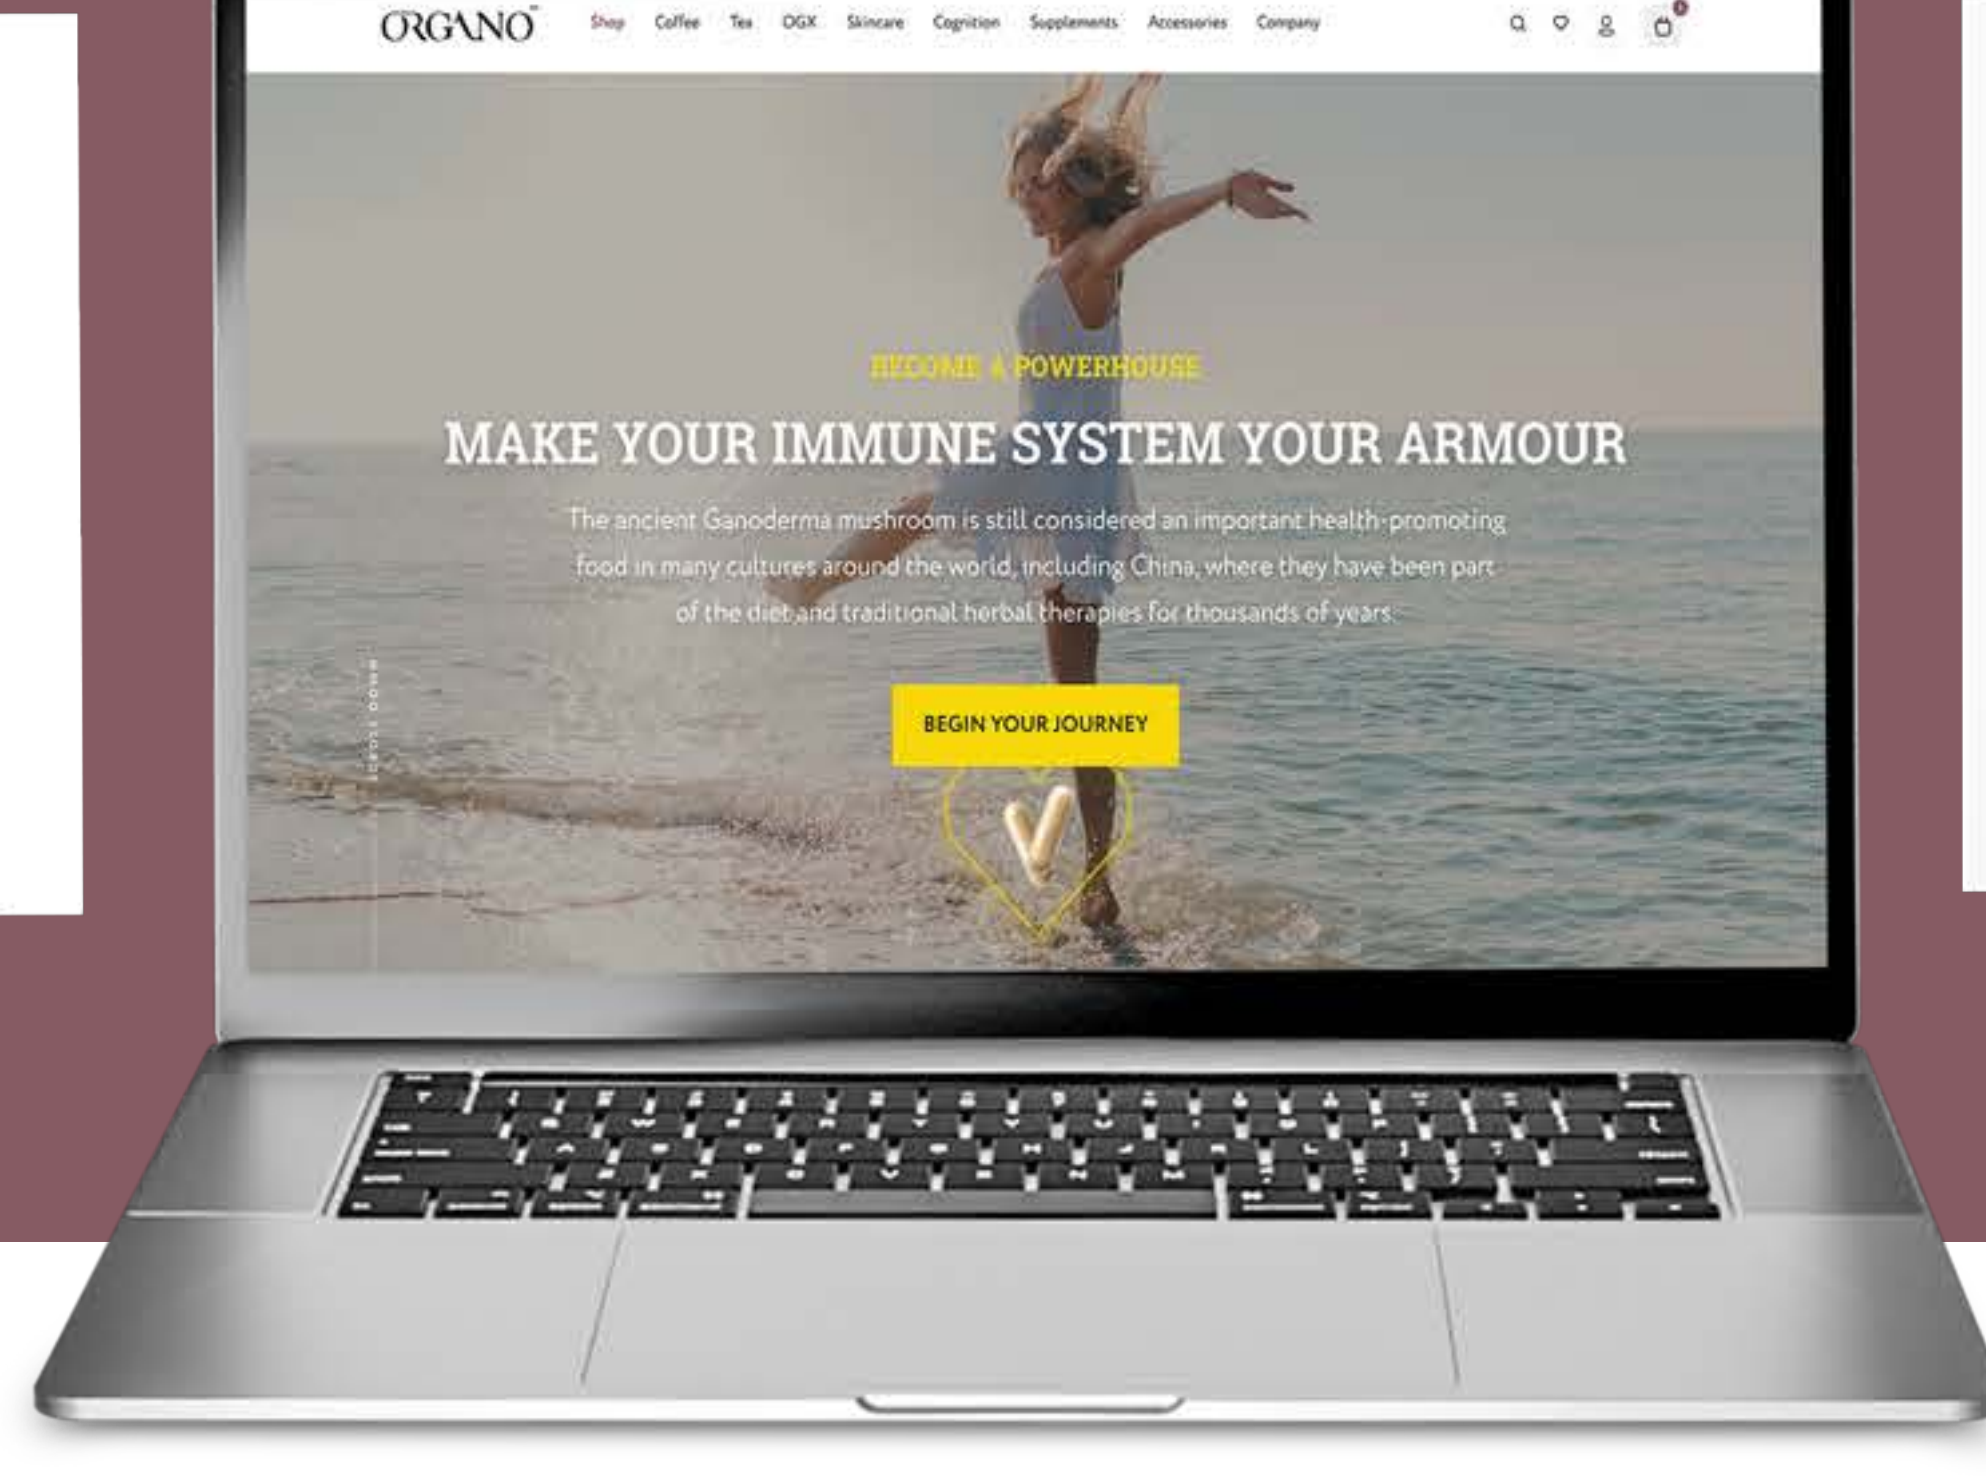 ORGANO
Shop Coffee Tea OGX Skincare Cognition Supplements Accessories Company
BECOME A POWERHOUSE
MAKE YOUR IMMUNE SYSTEM YOUR ARMOUR
The ancient Ganoderma mushroom is still considered an important health-promoting
food in many cultures around the world, including China, where they have been part
of the diet and traditional herbal therapies for thousands of years.
SCROLL DOWN
BEGIN YOUR JOURNEY